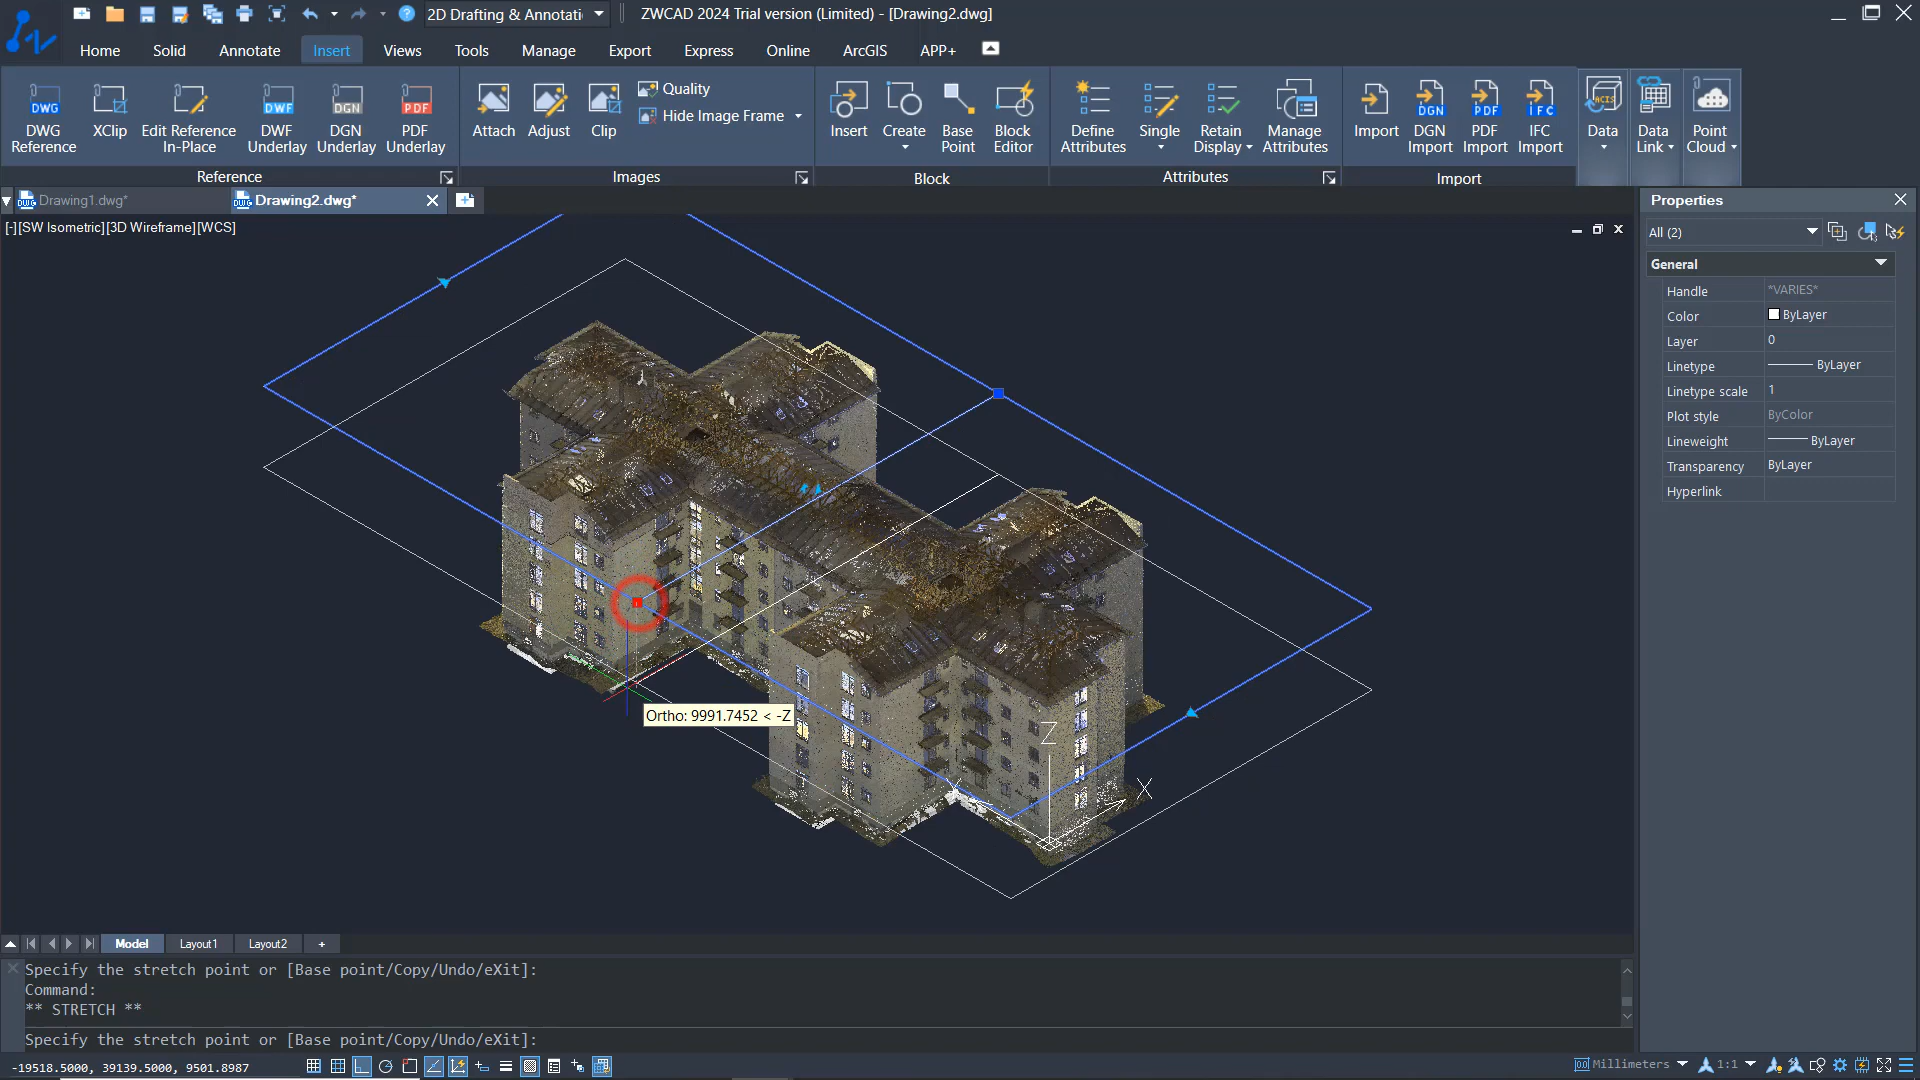 2D Drafting & Annotati
ZWCAD 2024 Trial version (Limited) - [Drawing2.dwg]
Home Solid Annotate Insert Views Tools Manage Export Express Online ArcGIS APP+
DWG Reference
XClip
Edit Reference In-Place
DWF Underlay
DGN Underlay
PDF Underlay
Attach
Adjust
Clip
Quality
Hide Image Frame
Insert
Create
Base Point
Block Editor
Define Attributes
Single
Retain Display
Manage Attributes
Import
DGN Import
PDF Import
IFC Import
Data
Data Link
Point Cloud
Reference Images Block Attributes Import
Drawing1.dwg*
Drawing2.dwg*
[-][SW Isometric][3D Wireframe][WCS]
Ortho: 9991.7452 < -Z
Z
X
Properties
All (2)
General
Handle *VARIES*
Color ByLayer
Layer 0
Linetype ByLayer
Linetype scale 1
Plot style ByColor
Lineweight ByLayer
Transparency ByLayer
Hyperlink
Model Layout1 Layout2 +
Specify the stretch point or [Base point/Copy/Undo/eXit]:
Command:
** STRETCH **
Specify the stretch point or [Base point/Copy/Undo/eXit]:
-19518.5000, 39139.5000, 9501.8987
Millimeters 1:1